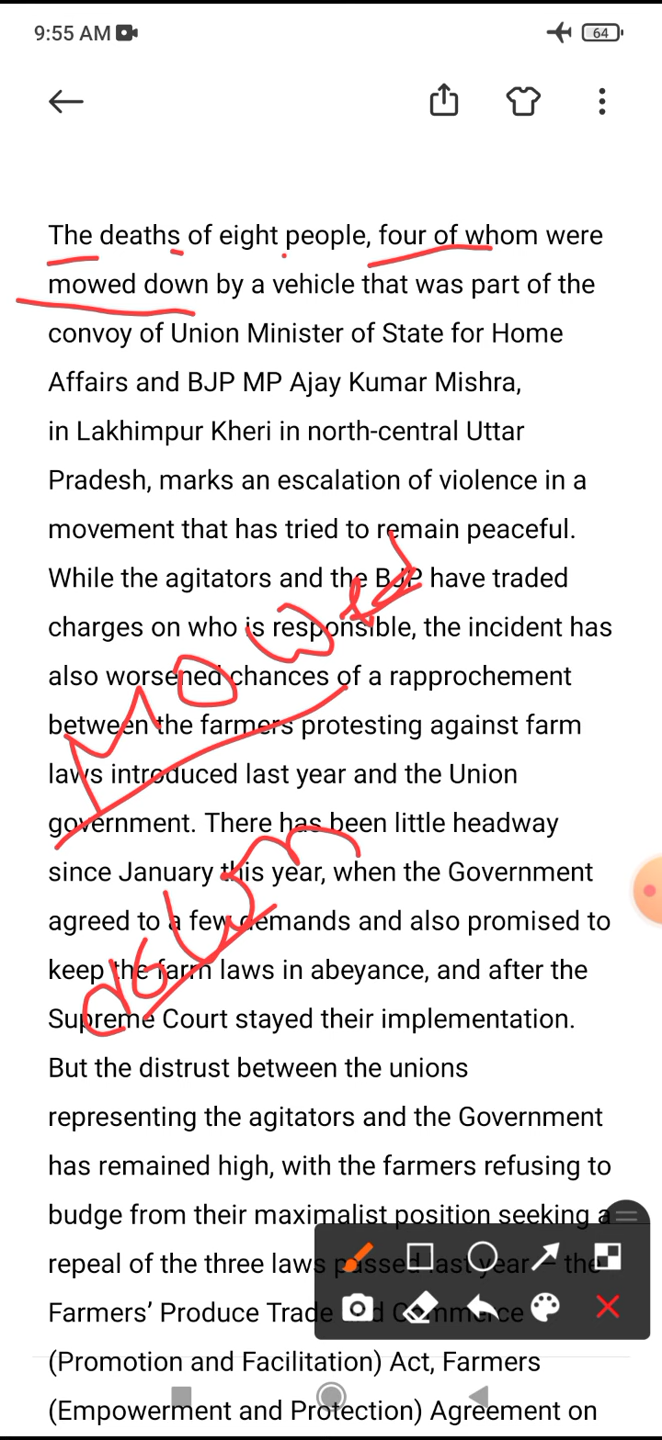 9:55 AM
64
The deaths of eight people, four of whom were
mowed down by a vehicle that was part of the
convoy of Union Minister of State for Home
Affairs and BJP MP Ajay Kumar Mishra,
in Lakhimpur Kheri in north-central Uttar
Pradesh, marks an escalation of violence in a
movement that has tried to remain peaceful.
While the agitators and the BJP have traded
charges on who is responsible, the incident has
also worsened chances of a rapprochement
between the farmers protesting against farm
laws introduced last year and the Union
government. There has been little headway
since January this year, when the Government
agreed to a few demands and also promised to
keep the farm laws in abeyance, and after the
Supreme Court stayed their implementation.
But the distrust between the unions
representing the agitators and the Government
has remained high, with the farmers refusing to
budge from their maximalist position seeking a
repeal of the three laws passed last year – the
Farmers' Produce Trade and Commerce
(Promotion and Facilitation) Act, Farmers
(Empowerment and Protection) Agreement on
Mowed
down